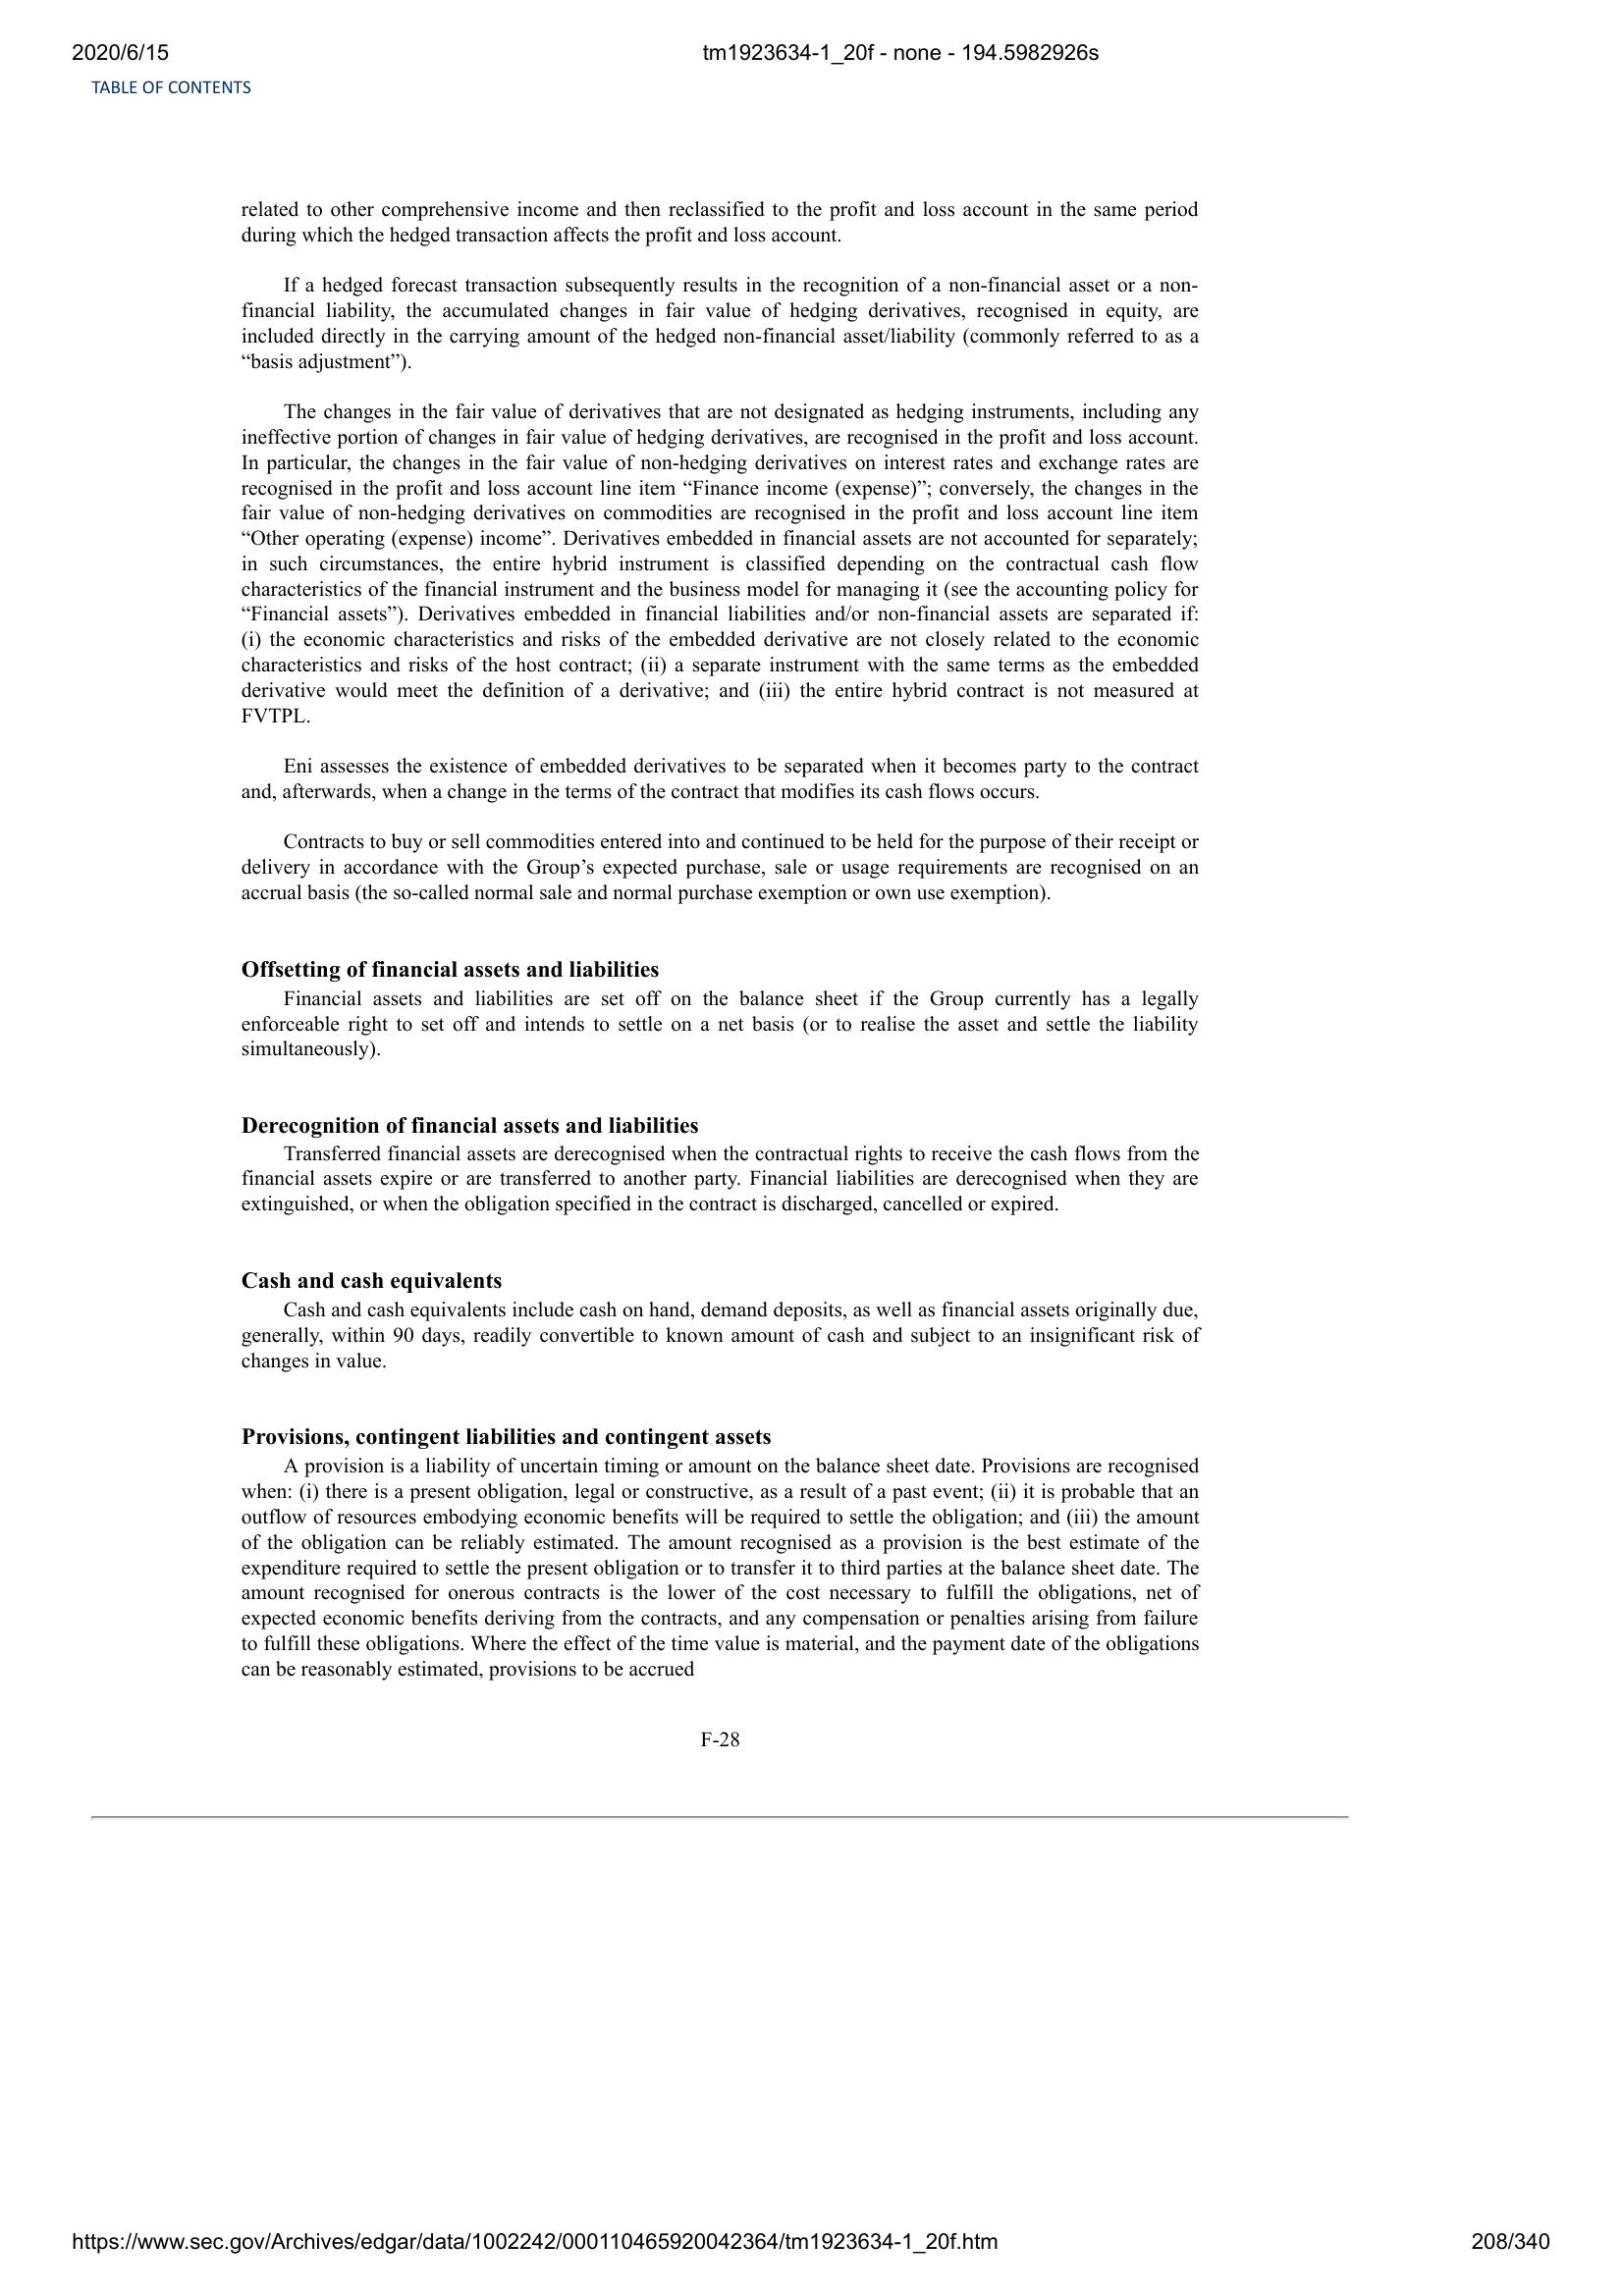 2020/6/15
tm1923634-1_20f - none - 194.5982926s
TABLE OF CONTENTS
related to other comprehensive income and then reclassified to the profit and loss account in the same period
during which the hedged transaction affects the profit and loss account.
If a hedged forecast transaction subsequently results in the recognition of a non-financial asset or a non-
financial liability, the accumulated changes in fair value of hedging derivatives, recognised in equity, are
included directly in the carrying amount of the hedged non-financial asset/liability (commonly referred to as a
“basis adjustment”).
The changes in the fair value of derivatives that are not designated as hedging instruments, including any
ineffective portion of changes in fair value of hedging derivatives, are recognised in the profit and loss account.
In particular, the changes in the fair value of non-hedging derivatives on interest rates and exchange rates are
recognised in the profit and loss account line item “Finance income (expense)”; conversely, the changes in the
fair value of non-hedging derivatives on commodities are recognised in the profit and loss account line item
“Other operating (expense) income”. Derivatives embedded in financial assets are not accounted for separately;
in such circumstances, the entire hybrid instrument is classified depending on the contractual cash flow
characteristics of the financial instrument and the business model for managing it (see the accounting policy for
“Financial assets”). Derivatives embedded in financial liabilities and/or non-financial assets are separated if:
(i) the economic characteristics and risks of the embedded derivative are not closely related to the economic
characteristics and risks of the host contract; (ii) a separate instrument with the same terms as the embedded
derivative would meet the definition of a derivative; and (iii) the entire hybrid contract is not measured at
FVTPL.
Eni assesses the existence of embedded derivatives to be separated when it becomes party to the contract
and, afterwards, when a change in the terms of the contract that modifies its cash flows occurs.
Contracts to buy or sell commodities entered into and continued to be held for the purpose of their receipt or
delivery in accordance with the Group’s expected purchase, sale or usage requirements are recognised on an
accrual basis (the so-called normal sale and normal purchase exemption or own use exemption).
Offsetting of financial assets and liabilities
Financial assets and liabilities are set off on the balance sheet if the Group currently has a legally
enforceable right to set off and intends to settle on a net basis (or to realise the asset and settle the liability
simultaneously).
Derecognition of financial assets and liabilities
Transferred financial assets are derecognised when the contractual rights to receive the cash flows from the
financial assets expire or are transferred to another party. Financial liabilities are derecognised when they are
extinguished, or when the obligation specified in the contract is discharged, cancelled or expired.
Cash and cash equivalents
Cash and cash equivalents include cash on hand, demand deposits, as well as financial assets originally due,
generally, within 90 days, readily convertible to known amount of cash and subject to an insignificant risk of
changes in value.
Provisions, contingent liabilities and contingent assets
A provision is a liability of uncertain timing or amount on the balance sheet date. Provisions are recognised
when: (i) there is a present obligation, legal or constructive, as a result of a past event; (ii) it is probable that an
outflow of resources embodying economic benefits will be required to settle the obligation; and (iii) the amount
of the obligation can be reliably estimated. The amount recognised as a provision is the best estimate of the
expenditure required to settle the present obligation or to transfer it to third parties at the balance sheet date. The
amount recognised for onerous contracts is the lower of the cost necessary to fulfill the obligations, net of
expected economic benefits deriving from the contracts, and any compensation or penalties arising from failure
to fulfill these obligations. Where the effect of the time value is material, and the payment date of the obligations
can be reasonably estimated, provisions to be accrued
F-28
https://www.sec.gov/Archives/edgar/data/1002242/000110465920042364/tm1923634-1_20f.htm
208/340